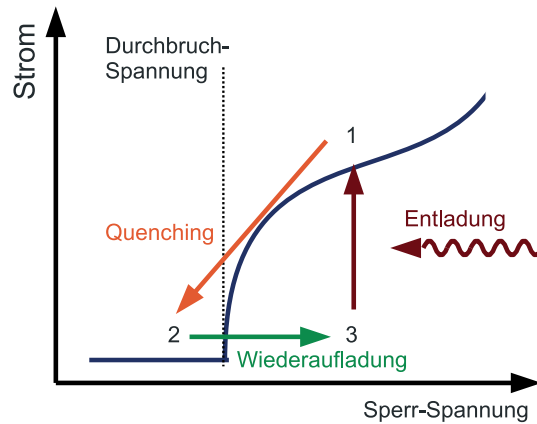 Strom
Durchbruch-
Spannung
1
Quenching
Entladung
2
3
Wiederaufladung
Sperr-Spannung